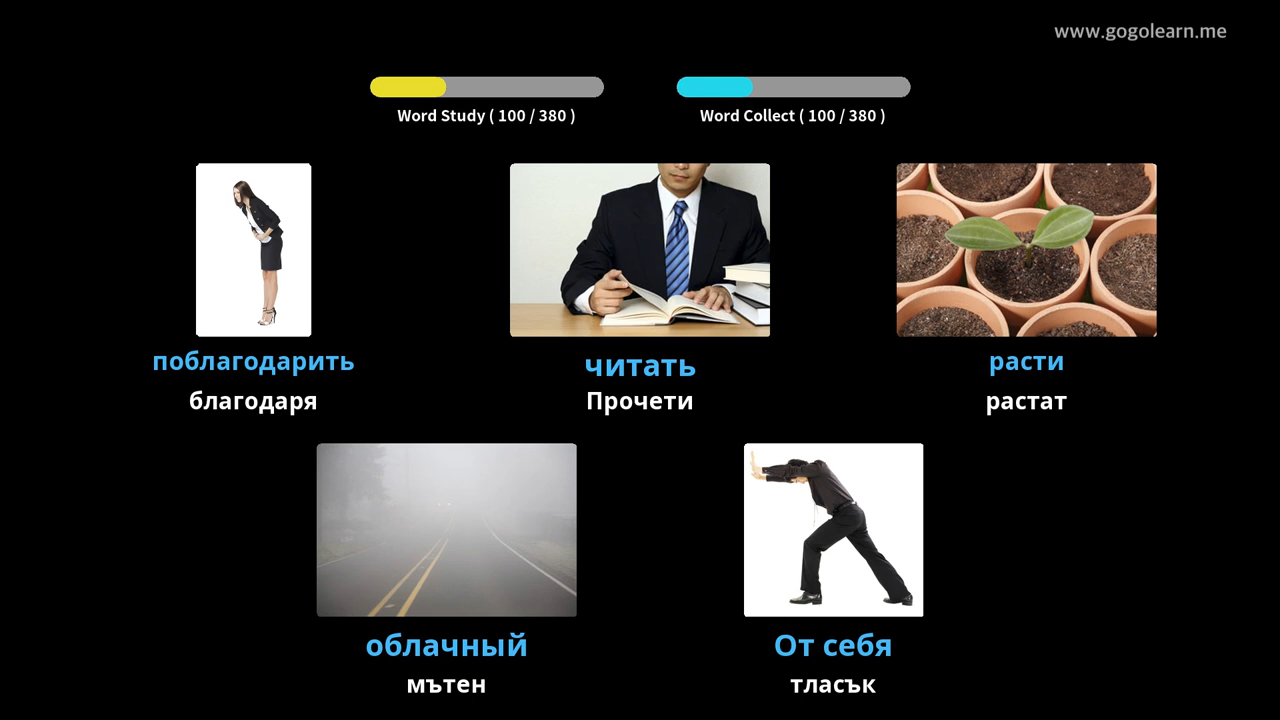 www.gogolearn.me
Word Study ( 100 / 380 )
Word Collect ( 100 / 380 )
поблагодарить
благодаря
читать
Прочети
расти
растат
облачный
мътен
От себя
тласък